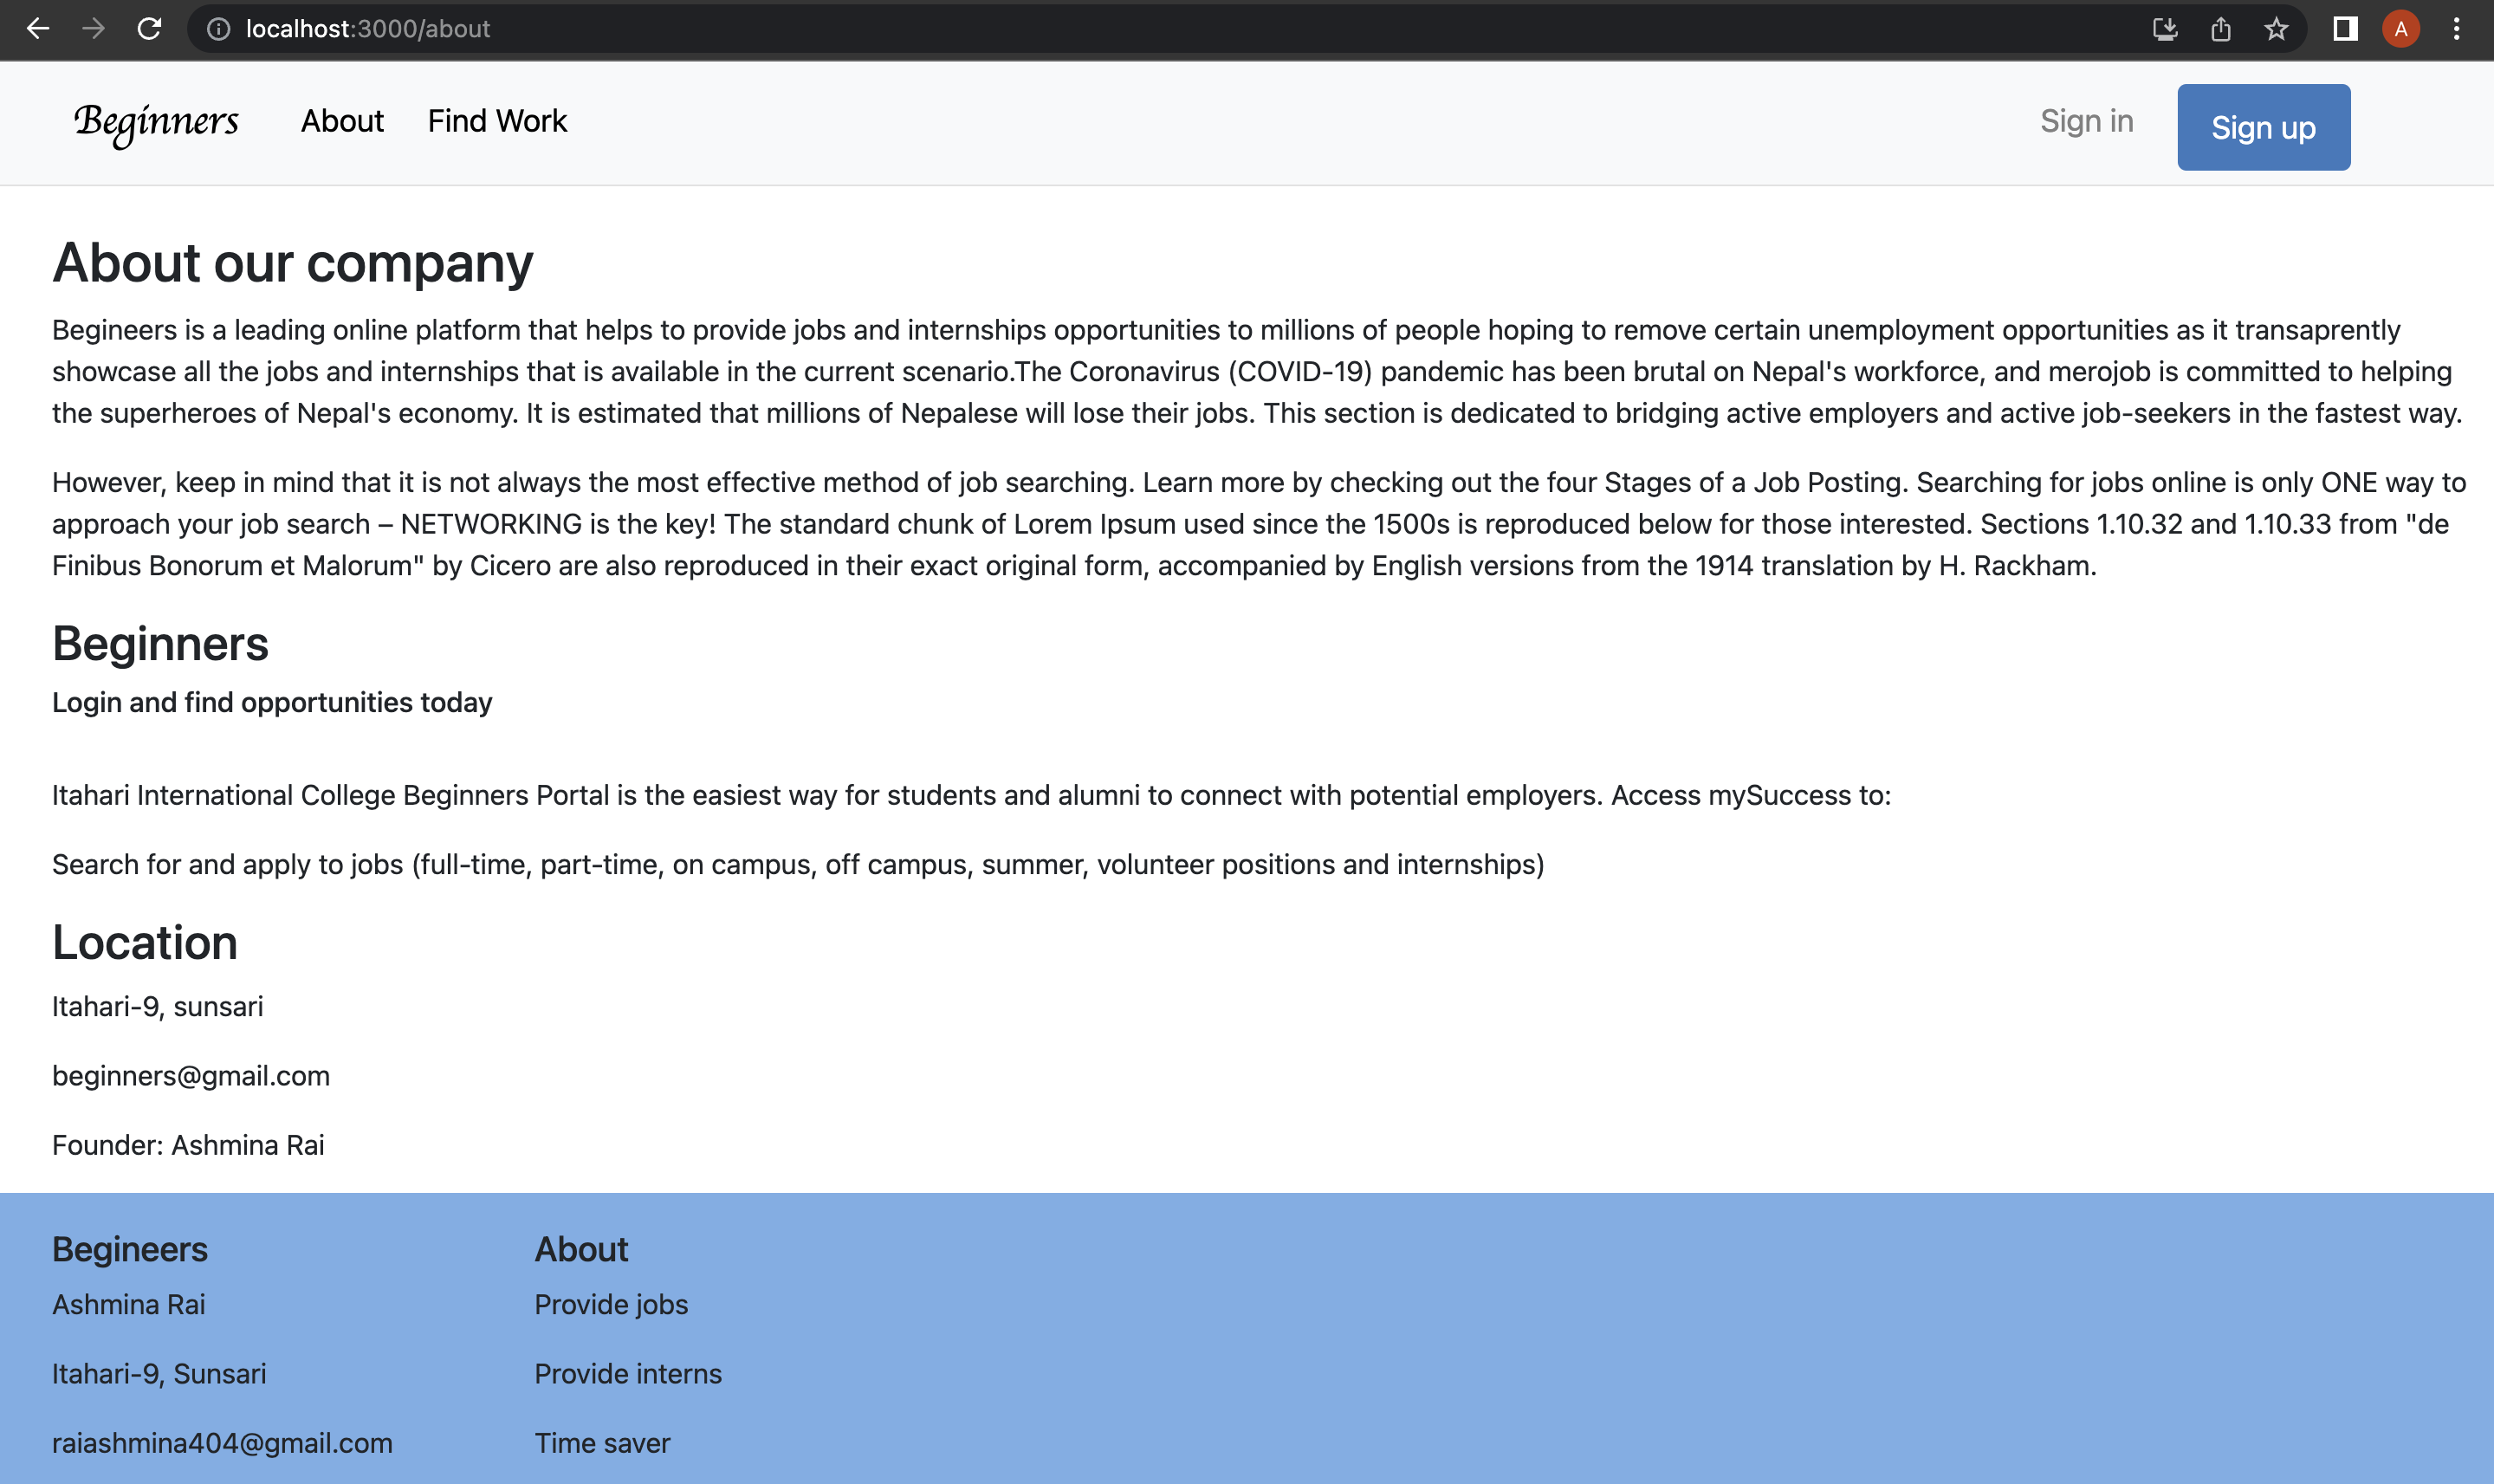 localhost:3000/about
A
Beginners
About
Find Work
Sign in
Sign up
About our company
Begineers is a leading online platform that helps to provide jobs and internships opportunities to millions of people hoping to remove certain unemployment opportunities as it transaprently
showcase all the jobs and internships that is available in the current scenario.The Coronavirus (COVID-19) pandemic has been brutal on Nepal's workforce, and merojob is committed to helping
the superheroes of Nepal's economy. It is estimated that millions of Nepalese will lose their jobs. This section is dedicated to bridging active employers and active job-seekers in the fastest way.
However, keep in mind that it is not always the most effective method of job searching. Learn more by checking out the four Stages of a Job Posting. Searching for jobs online is only ONE way to
approach your job search – NETWORKING is the key! The standard chunk of Lorem Ipsum used since the 1500s is reproduced below for those interested. Sections 1.10.32 and 1.10.33 from "de
Finibus Bonorum et Malorum" by Cicero are also reproduced in their exact original form, accompanied by English versions from the 1914 translation by H. Rackham.
Beginners
Login and find opportunities today
Itahari International College Beginners Portal is the easiest way for students and alumni to connect with potential employers. Access mySuccess to:
Search for and apply to jobs (full-time, part-time, on campus, off campus, summer, volunteer positions and internships)
Location
Itahari-9, sunsari
beginners@gmail.com
Founder: Ashmina Rai
Begineers
Ashmina Rai
Itahari-9, Sunsari
raiashmina404@gmail.com
About
Provide jobs
Provide interns
Time saver